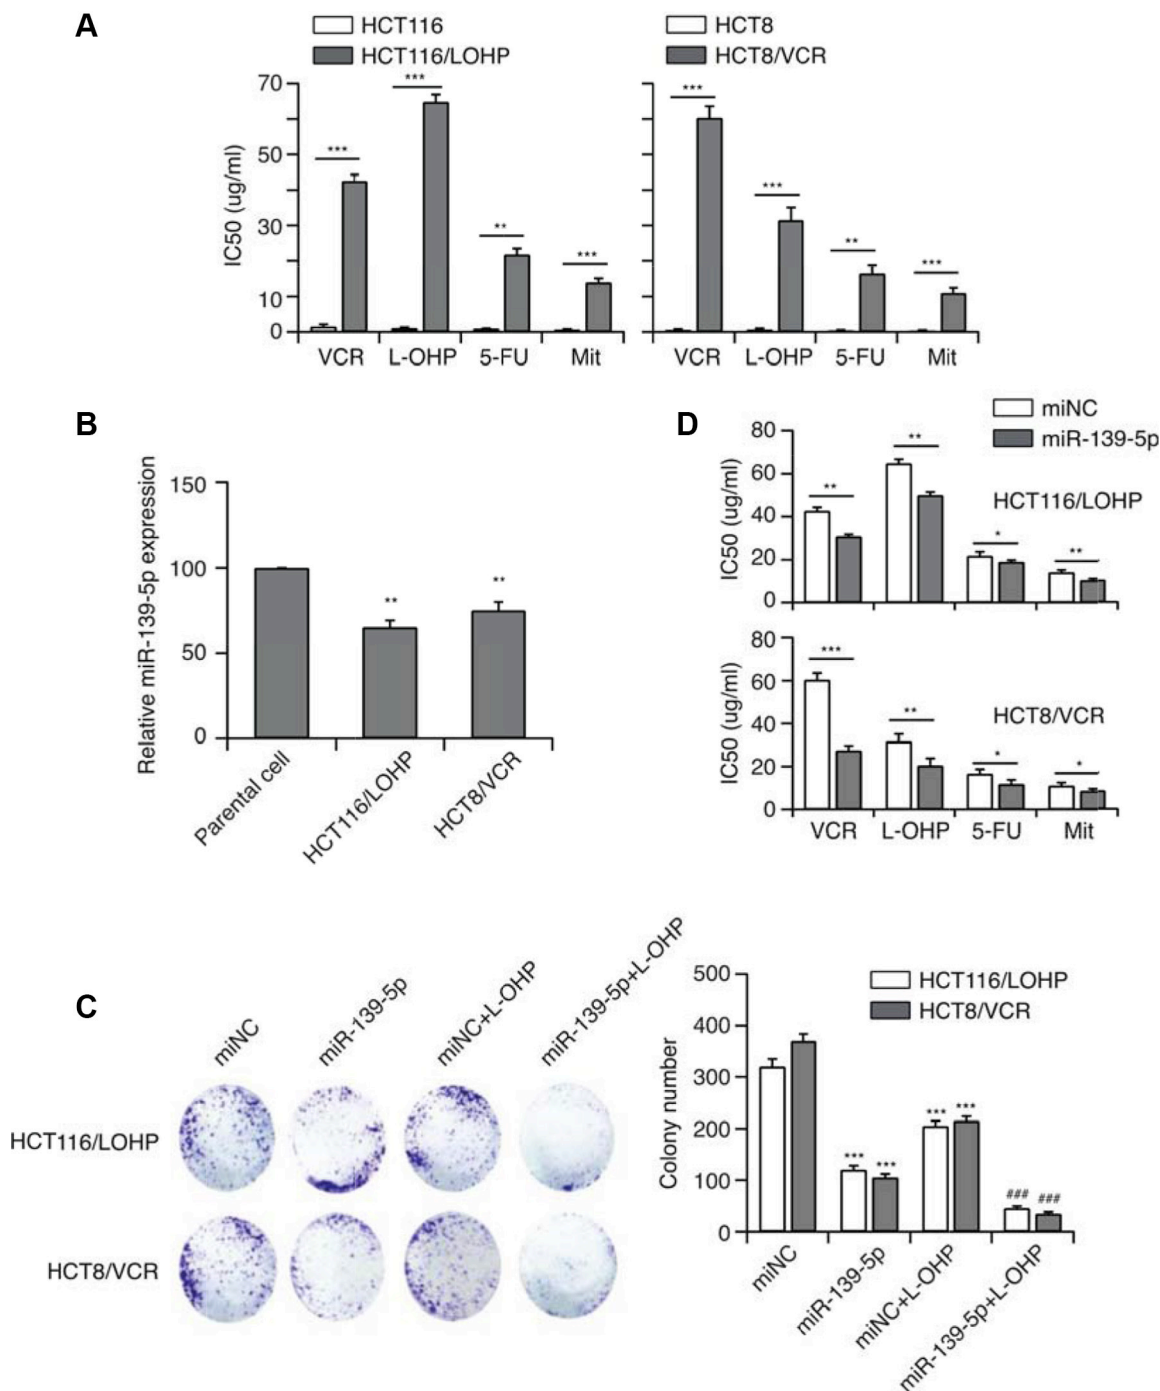 A
HCT116
HCT116/LOHP
HCT8
HCT8/VCR
IC50 (ug/ml)
70
50
30
10
0
***
***
**
***
***
***
**
***
VCR L-OHP 5-FU Mit
VCR L-OHP 5-FU Mit
B
Relative miR-139-5p expression
150
100
50
0
**
**
Parental cell
HCT116/LOHP
HCT8/VCR
D
miNC
miR-139-5p
IC50 (ug/ml)
80
60
40
20
0
**
**
*
**
HCT116/LOHP
IC50 (ug/ml)
80
60
40
20
0
***
**
*
*
HCT8/VCR
VCR L-OHP 5-FU Mit
C
miNC
miR-139-5p
miNC+L-OHP
miR-139-5p+L-OHP
HCT116/LOHP
HCT8/VCR
Colony number
500
400
300
200
100
0
HCT116/LOHP
HCT8/VCR
*** ***
*** ***
### ###
miNC
miR-139-5p
miNC+L-OHP
miR-139-5p+L-OHP